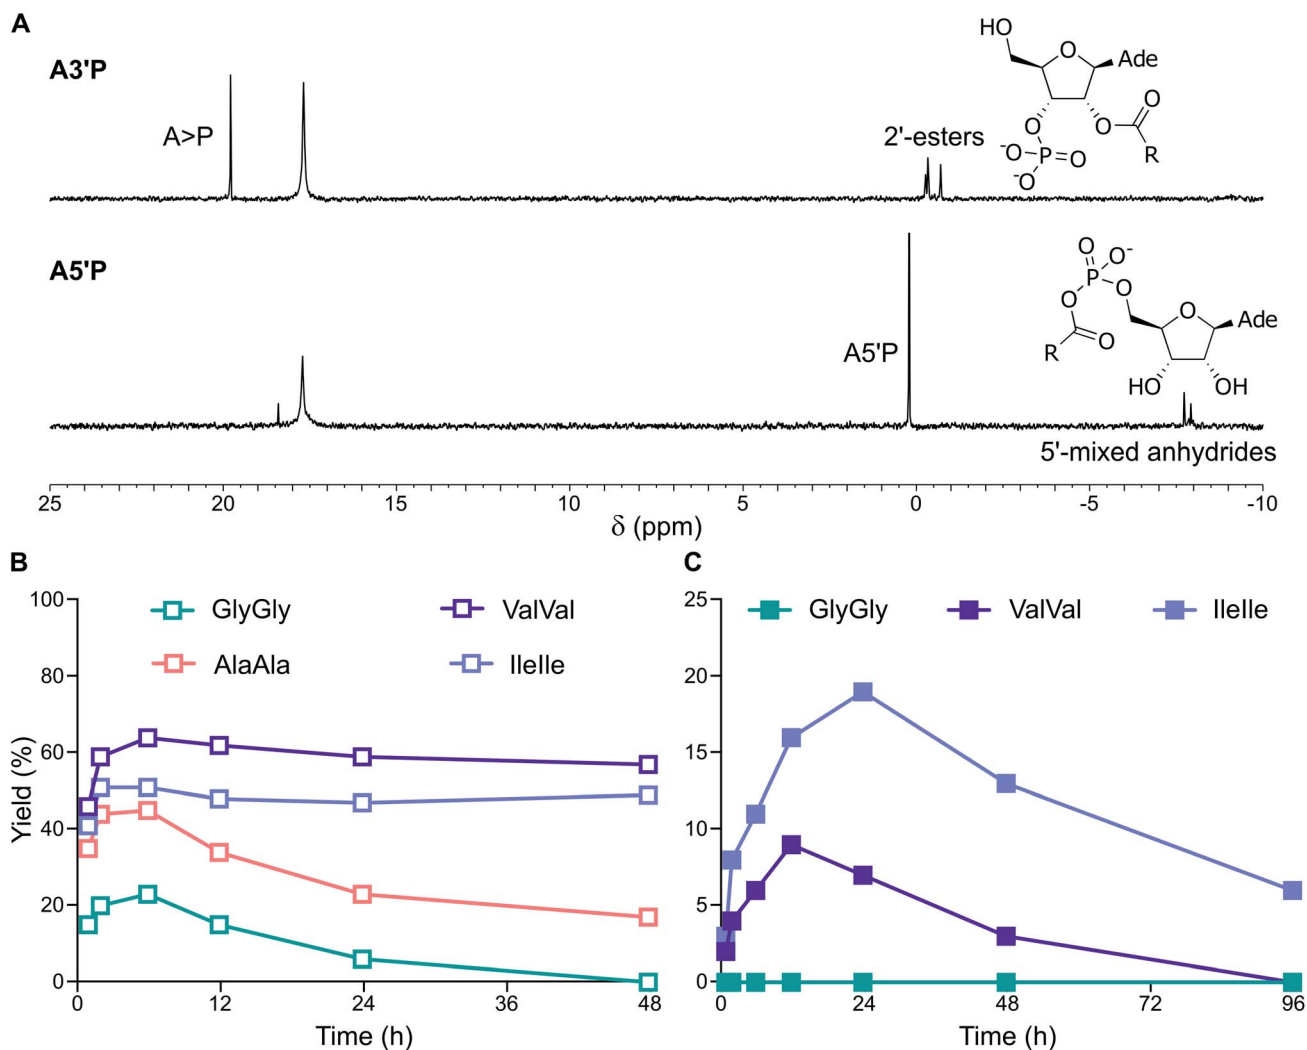 A
A3'P
A>P
2'-esters
HO
O
Ade
O
O
O
R
⁻O
P
O
⁻O
A5'P
A5'P
O
O⁻
P
O
O
O
R
O
Ade
HO
OH
5'-mixed anhydrides
25 20 15 10 5 0 -5 -10
δ (ppm)
B
GlyGly ValVal
AlaAla IleIle
100
80
60
40
20
0
Yield (%)
0 12 24 36 48
Time (h)
C
GlyGly ValVal IleIle
25
20
15
10
5
0
0 24 48 72 96
Time (h)